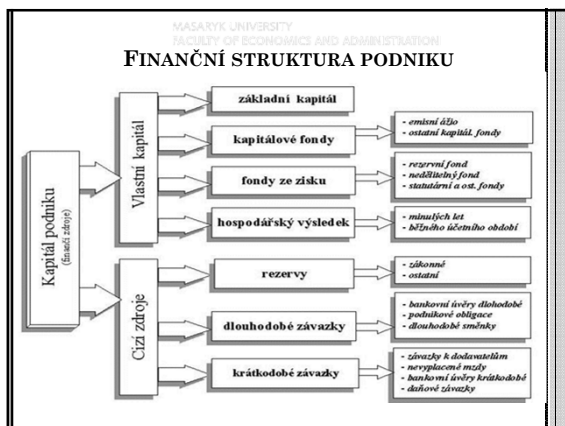 MASARYK UNIVERSITY
FACULTY OF ECONOMICS AND ADMINISTRATION
FINANČNÍ STRUKTURA PODNIKU
Kapitál podniku
(finanči zdroje)
Vlastní kapitál
základní kapitál
kapitálové fondy
- emisní ážio
- ostatní kapitál. fondy
fondy ze zisku
- rezervní fond
- nedělitelný fond
- statutární a ost. fondy
hospodářský výsledek
- minulých let
- běžného účetního období
Cizí zdroje
rezervy
- zákonné
- ostatní
dlouhodobé závazky
- bankovní úvěry dlohodobé
- podnikové obligace
- dlouhodobé směnky
krátkodobé závazky
- závazky k dodavatelům
- nevyplacené mzdy
- bankovní úvěry krátkodobé
- daňové závazky